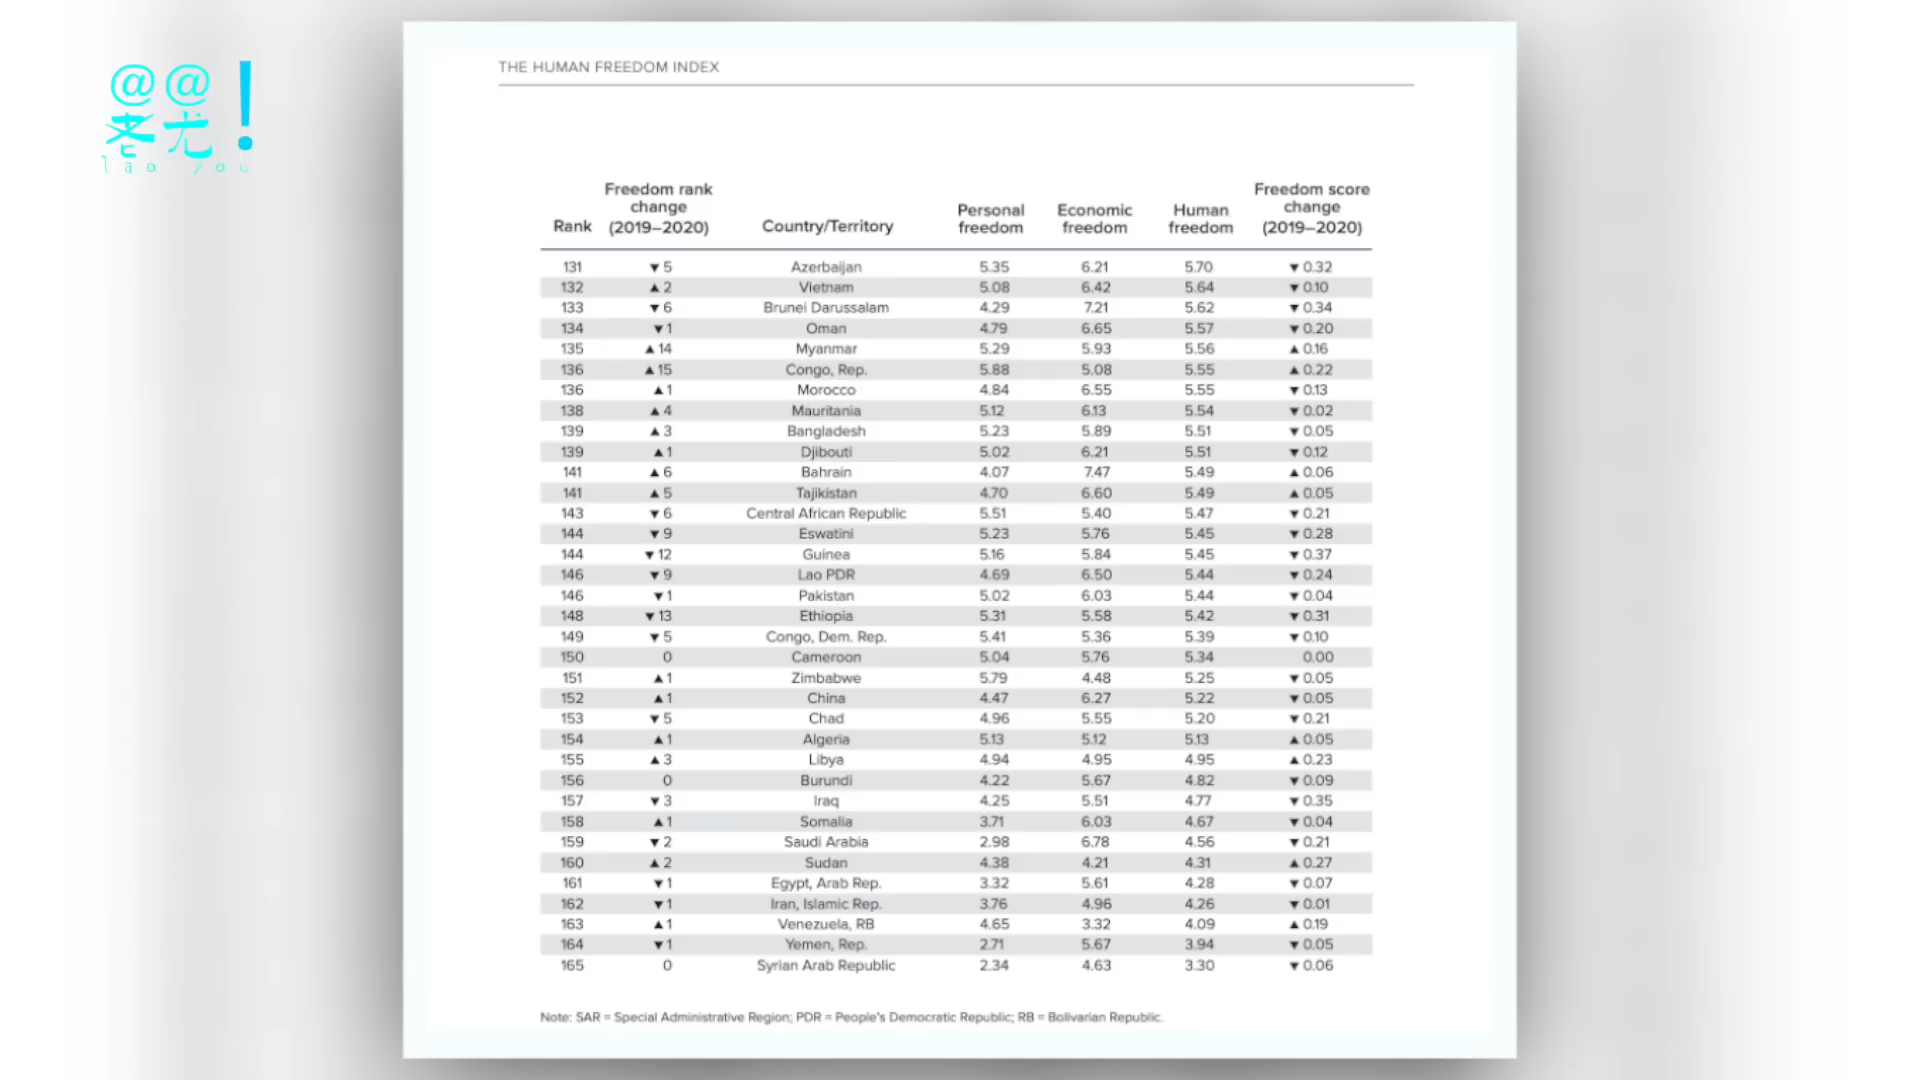 @@!
老尤
lao you
THE HUMAN FREEDOM INDEX
Rank Freedom rank change (2019–2020) Country/Territory Personal freedom Economic freedom Human freedom Freedom score change (2019–2020)
131 ▼5 Azerbaijan 5.35 6.21 5.70 ▼0.32
132 ▲2 Vietnam 5.08 6.42 5.64 ▼0.10
133 ▼6 Brunei Darussalam 4.29 7.21 5.62 ▼0.34
134 ▼1 Oman 4.79 6.65 5.57 ▼0.20
135 ▲14 Myanmar 5.29 5.93 5.56 ▲0.16
136 ▲15 Congo, Rep. 5.88 5.08 5.55 ▲0.22
136 ▲1 Morocco 4.84 6.55 5.55 ▼0.13
138 ▲4 Mauritania 5.12 6.13 5.54 ▼0.02
139 ▲3 Bangladesh 5.23 5.89 5.51 ▼0.05
139 ▲1 Djibouti 5.02 6.21 5.51 ▼0.12
141 ▲6 Bahrain 4.07 7.47 5.49 ▲0.06
141 ▲5 Tajikistan 4.70 6.60 5.49 ▲0.05
143 ▼6 Central African Republic 5.51 5.40 5.47 ▼0.21
144 ▼9 Eswatini 5.23 5.76 5.45 ▼0.28
144 ▼12 Guinea 5.16 5.84 5.45 ▼0.37
146 ▼9 Lao PDR 4.69 6.50 5.44 ▼0.24
146 ▼1 Pakistan 5.02 6.03 5.44 ▼0.04
148 ▼13 Ethiopia 5.31 5.58 5.42 ▼0.31
149 ▼5 Congo, Dem. Rep. 5.41 5.36 5.39 ▼0.10
150 0 Cameroon 5.04 5.76 5.34 0.00
151 ▲1 Zimbabwe 5.79 4.48 5.25 ▼0.05
152 ▲1 China 4.47 6.27 5.22 ▼0.05
153 ▼5 Chad 4.96 5.55 5.20 ▼0.21
154 ▲1 Algeria 5.13 5.12 5.13 ▲0.05
155 ▲3 Libya 4.94 4.95 4.95 ▲0.23
156 0 Burundi 4.22 5.67 4.82 ▼0.09
157 ▼3 Iraq 4.25 5.51 4.77 ▼0.35
158 ▲1 Somalia 3.71 6.03 4.67 ▼0.04
159 ▼2 Saudi Arabia 2.98 6.78 4.56 ▼0.21
160 ▲2 Sudan 4.38 4.21 4.31 ▲0.27
161 ▼1 Egypt, Arab Rep. 3.32 5.61 4.28 ▼0.07
162 ▼1 Iran, Islamic Rep. 3.76 4.96 4.26 ▼0.01
163 ▲1 Venezuela, RB 4.65 3.32 4.09 ▲0.19
164 ▼1 Yemen, Rep. 2.71 5.67 3.94 ▼0.05
165 0 Syrian Arab Republic 2.34 4.63 3.30 ▼0.06
Note: SAR = Special Administrative Region; PDR = People's Democratic Republic; RB = Bolivarian Republic.